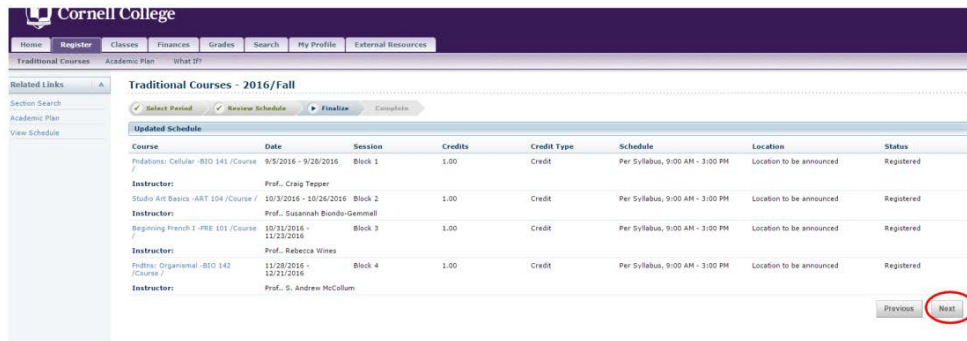 Cornell College
Home Register Classes Finances Grades Search My Profile External Resources
Traditional Courses Academic Plan What If?
Related Links
Section Search
Academic Plan
View Schedule
Traditional Courses - 2016/Fall
Select Period Review Schedule Finalize Complete
Updated Schedule
Course Date Session Credits Credit Type Schedule Location Status
Fndations: Cellular -BIO 141 /Course 9/5/2016 - 9/28/2016 Block 1 1.00 Credit Per Syllabus, 9:00 AM - 3:00 PM Location to be announced Registered
/
Instructor: Prof.. Craig Tepper
Studio Art Basics -ART 104 /Course / 10/3/2016 - 10/26/2016 Block 2 1.00 Credit Per Syllabus, 9:00 AM - 3:00 PM Location to be announced Registered
Instructor: Prof.. Susannah Biondo-Gemmell
Beginning French I -FRE 101 /Course 10/31/2016 - Block 3 1.00 Credit Per Syllabus, 9:00 AM - 3:00 PM Location to be announced Registered
/ 11/23/2016
Instructor: Prof.. Rebecca Wines
Fndtns: Organismal -BIO 142 11/28/2016 - Block 4 1.00 Credit Per Syllabus, 9:00 AM - 3:00 PM Location to be announced Registered
/Course / 12/21/2016
Instructor: Prof.. S. Andrew McCollum
Previous Next